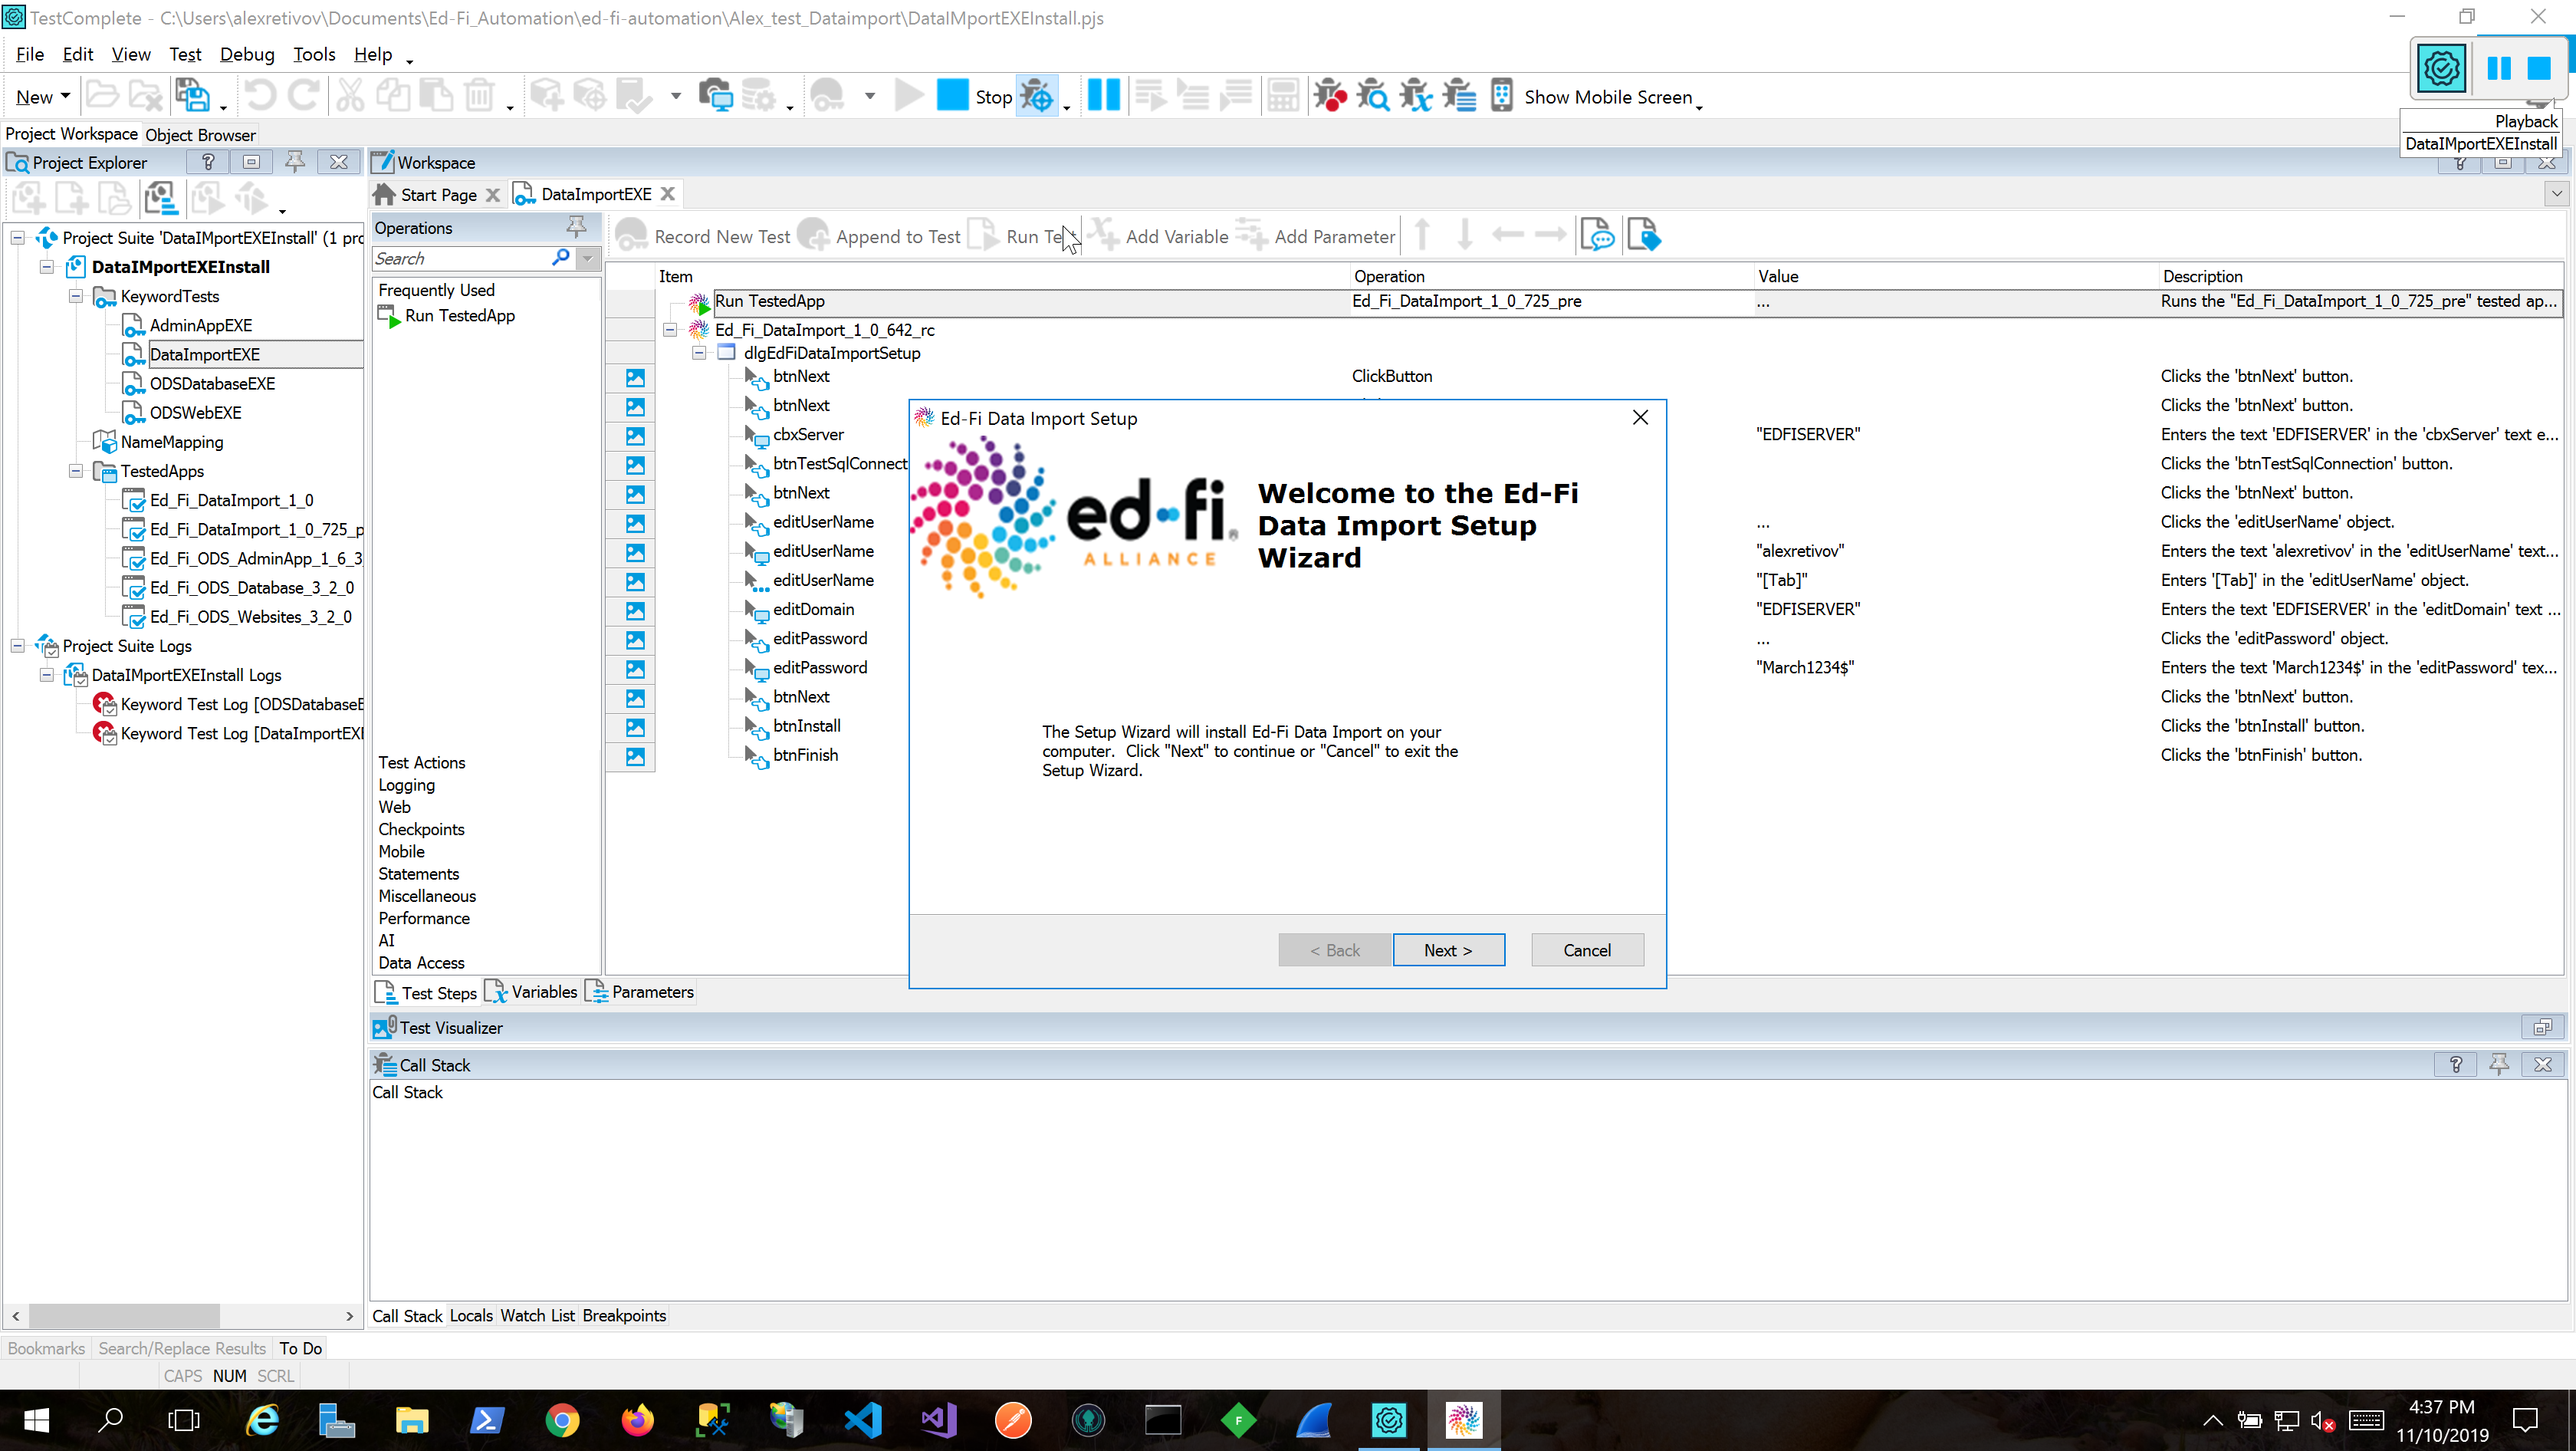 TestComplete - C:\Users\alexretivov\Documents\Ed-Fi_Automation\ed-fi-automation\Alex_test_Dataimport\DataIMportEXEInstall.pjs
File Edit View Test Debug Tools Help
New
Stop
Show Mobile Screen
Playback
DataIMportEXEInstall
Project Workspace Object Browser
Project Explorer
Workspace
Start Page
DataImportEXE
Project Suite 'DataIMportEXEInstall' (1 pro
DataIMportEXEInstall
KeywordTests
AdminAppEXE
DataImportEXE
ODSDatabaseEXE
ODSWebEXE
NameMapping
TestedApps
Ed_Fi_DataImport_1_0
Ed_Fi_DataImport_1_0_725_p
Ed_Fi_ODS_AdminApp_1_6_3_
Ed_Fi_ODS_Database_3_2_0
Ed_Fi_ODS_Websites_3_2_0
Project Suite Logs
DataIMportEXEInstall Logs
Keyword Test Log [ODSDatabaseE
Keyword Test Log [DataImportEXE
Operations
Search
Frequently Used
Run TestedApp
Test Actions
Logging
Web
Checkpoints
Mobile
Statements
Miscellaneous
Performance
AI
Data Access
Record New Test Append to Test Run Test Add Variable Add Parameter
Item Operation Value Description
Run TestedApp Ed_Fi_DataImport_1_0_725_pre ... Runs the "Ed_Fi_DataImport_1_0_725_pre" tested ap...
Ed_Fi_DataImport_1_0_642_rc
dlgEdFiDataImportSetup
btnNext ClickButton Clicks the 'btnNext' button.
btnNext Clicks the 'btnNext' button.
cbxServer "EDFISERVER" Enters the text 'EDFISERVER' in the 'cbxServer' text e...
btnTestSqlConnect Clicks the 'btnTestSqlConnection' button.
btnNext Clicks the 'btnNext' button.
editUserName ... Clicks the 'editUserName' object.
editUserName "alexretivov" Enters the text 'alexretivov' in the 'editUserName' text...
editUserName "[Tab]" Enters '[Tab]' in the 'editUserName' object.
editDomain "EDFISERVER" Enters the text 'EDFISERVER' in the 'editDomain' text ...
editPassword ... Clicks the 'editPassword' object.
editPassword "March1234$" Enters the text 'March1234$' in the 'editPassword' tex...
btnNext Clicks the 'btnNext' button.
btnInstall Clicks the 'btnInstall' button.
btnFinish Clicks the 'btnFinish' button.
Ed-Fi Data Import Setup
ed-fi
ALLIANCE
Welcome to the Ed-Fi
Data Import Setup
Wizard
The Setup Wizard will install Ed-Fi Data Import on your
computer. Click "Next" to continue or "Cancel" to exit the
Setup Wizard.
< Back Next > Cancel
Test Steps Variables Parameters
Test Visualizer
Call Stack
Call Stack
Call Stack Locals Watch List Breakpoints
Bookmarks Search/Replace Results To Do
CAPS NUM SCRL
4:37 PM
11/10/2019